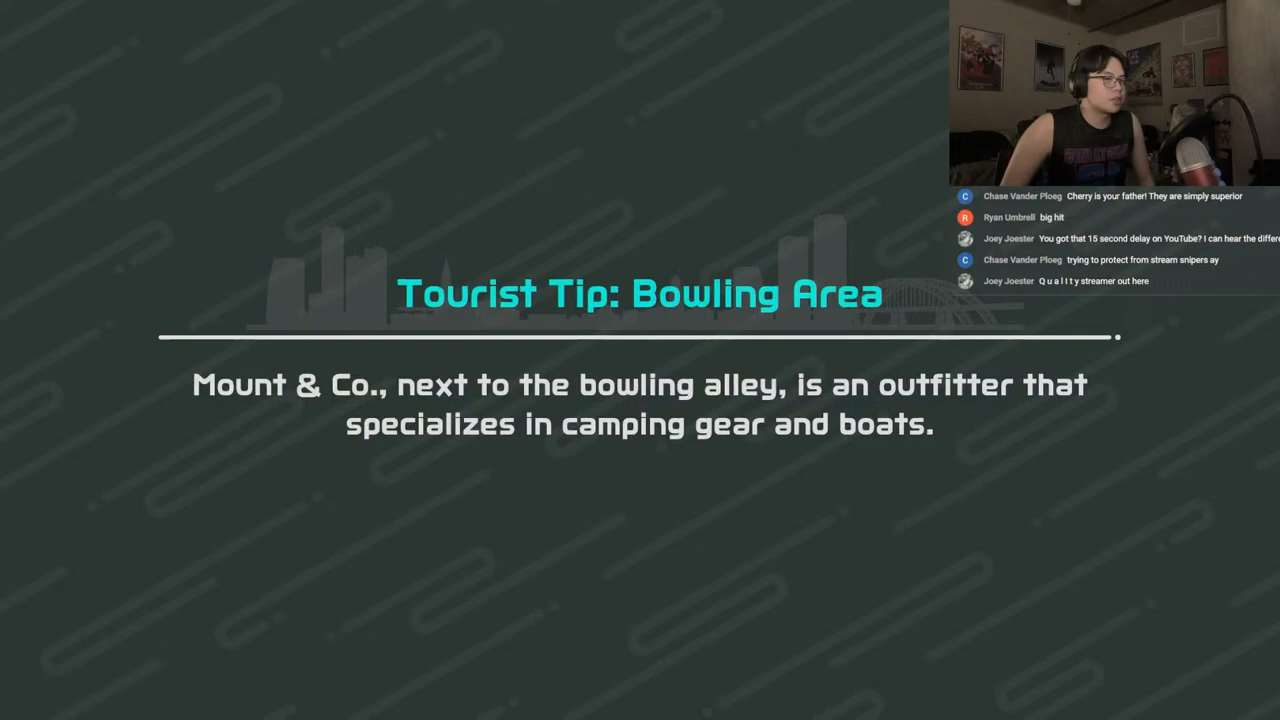 Tourist Tip: Bowling Area
Mount & Co., next to the bowling alley, is an outfitter that
specializes in camping gear and boats.
C Chase Vander Ploeg Cherry is your father! They are simply superior
R Ryan Umbrell big hit
Joey Joester You got that 15 second delay on YouTube? I can hear the differe
C Chase Vander Ploeg trying to protect from stream snipers ay
Joey Joester Q u a l I t y streamer out here